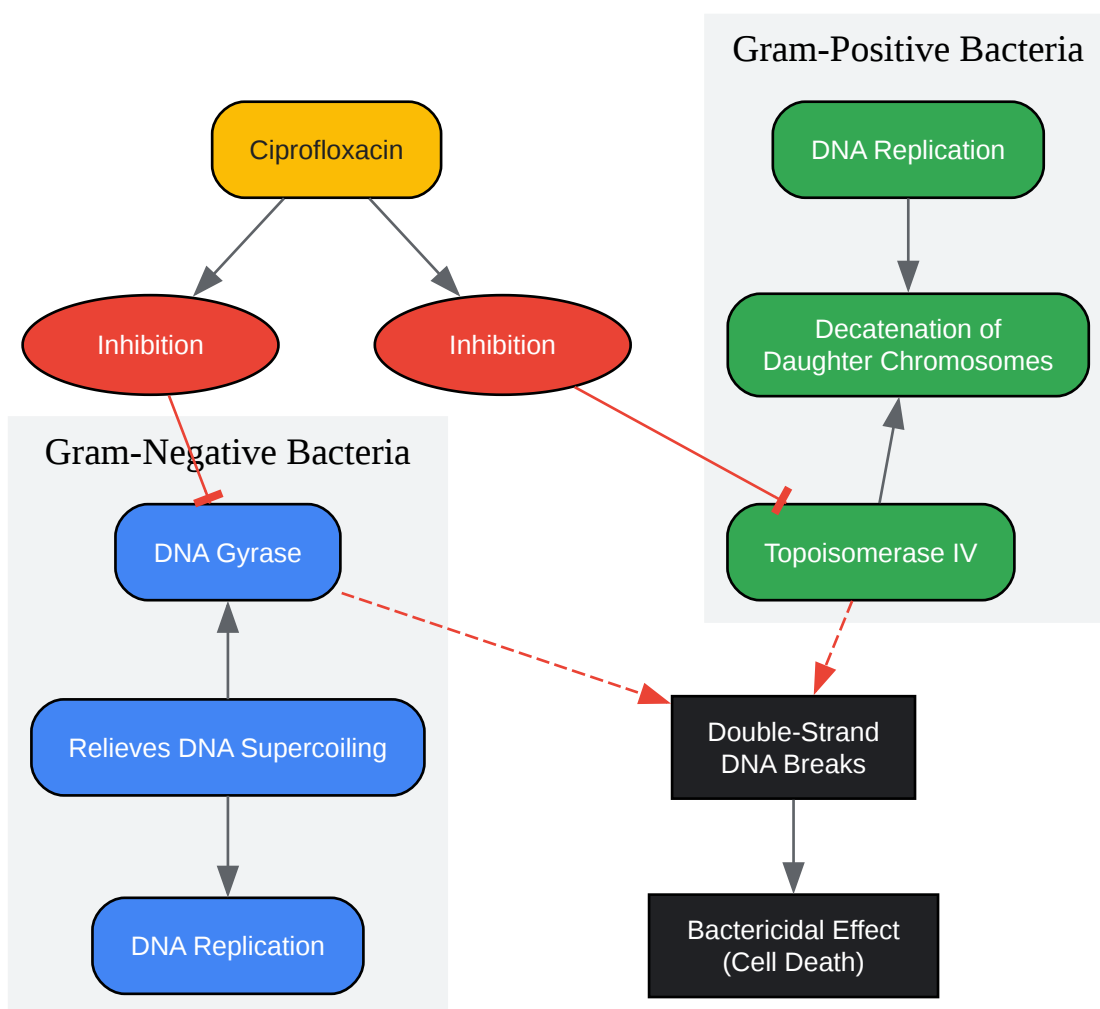 Gram-Positive Bacteria
Ciprofloxacin
DNA Replication
Inhibition
Inhibition
Decatenation of
Daughter Chromosomes
Gram-Negative Bacteria
DNA Gyrase
Topoisomerase IV
Relieves DNA Supercoiling
Double-Strand
DNA Breaks
DNA Replication
Bactericidal Effect
(Cell Death)